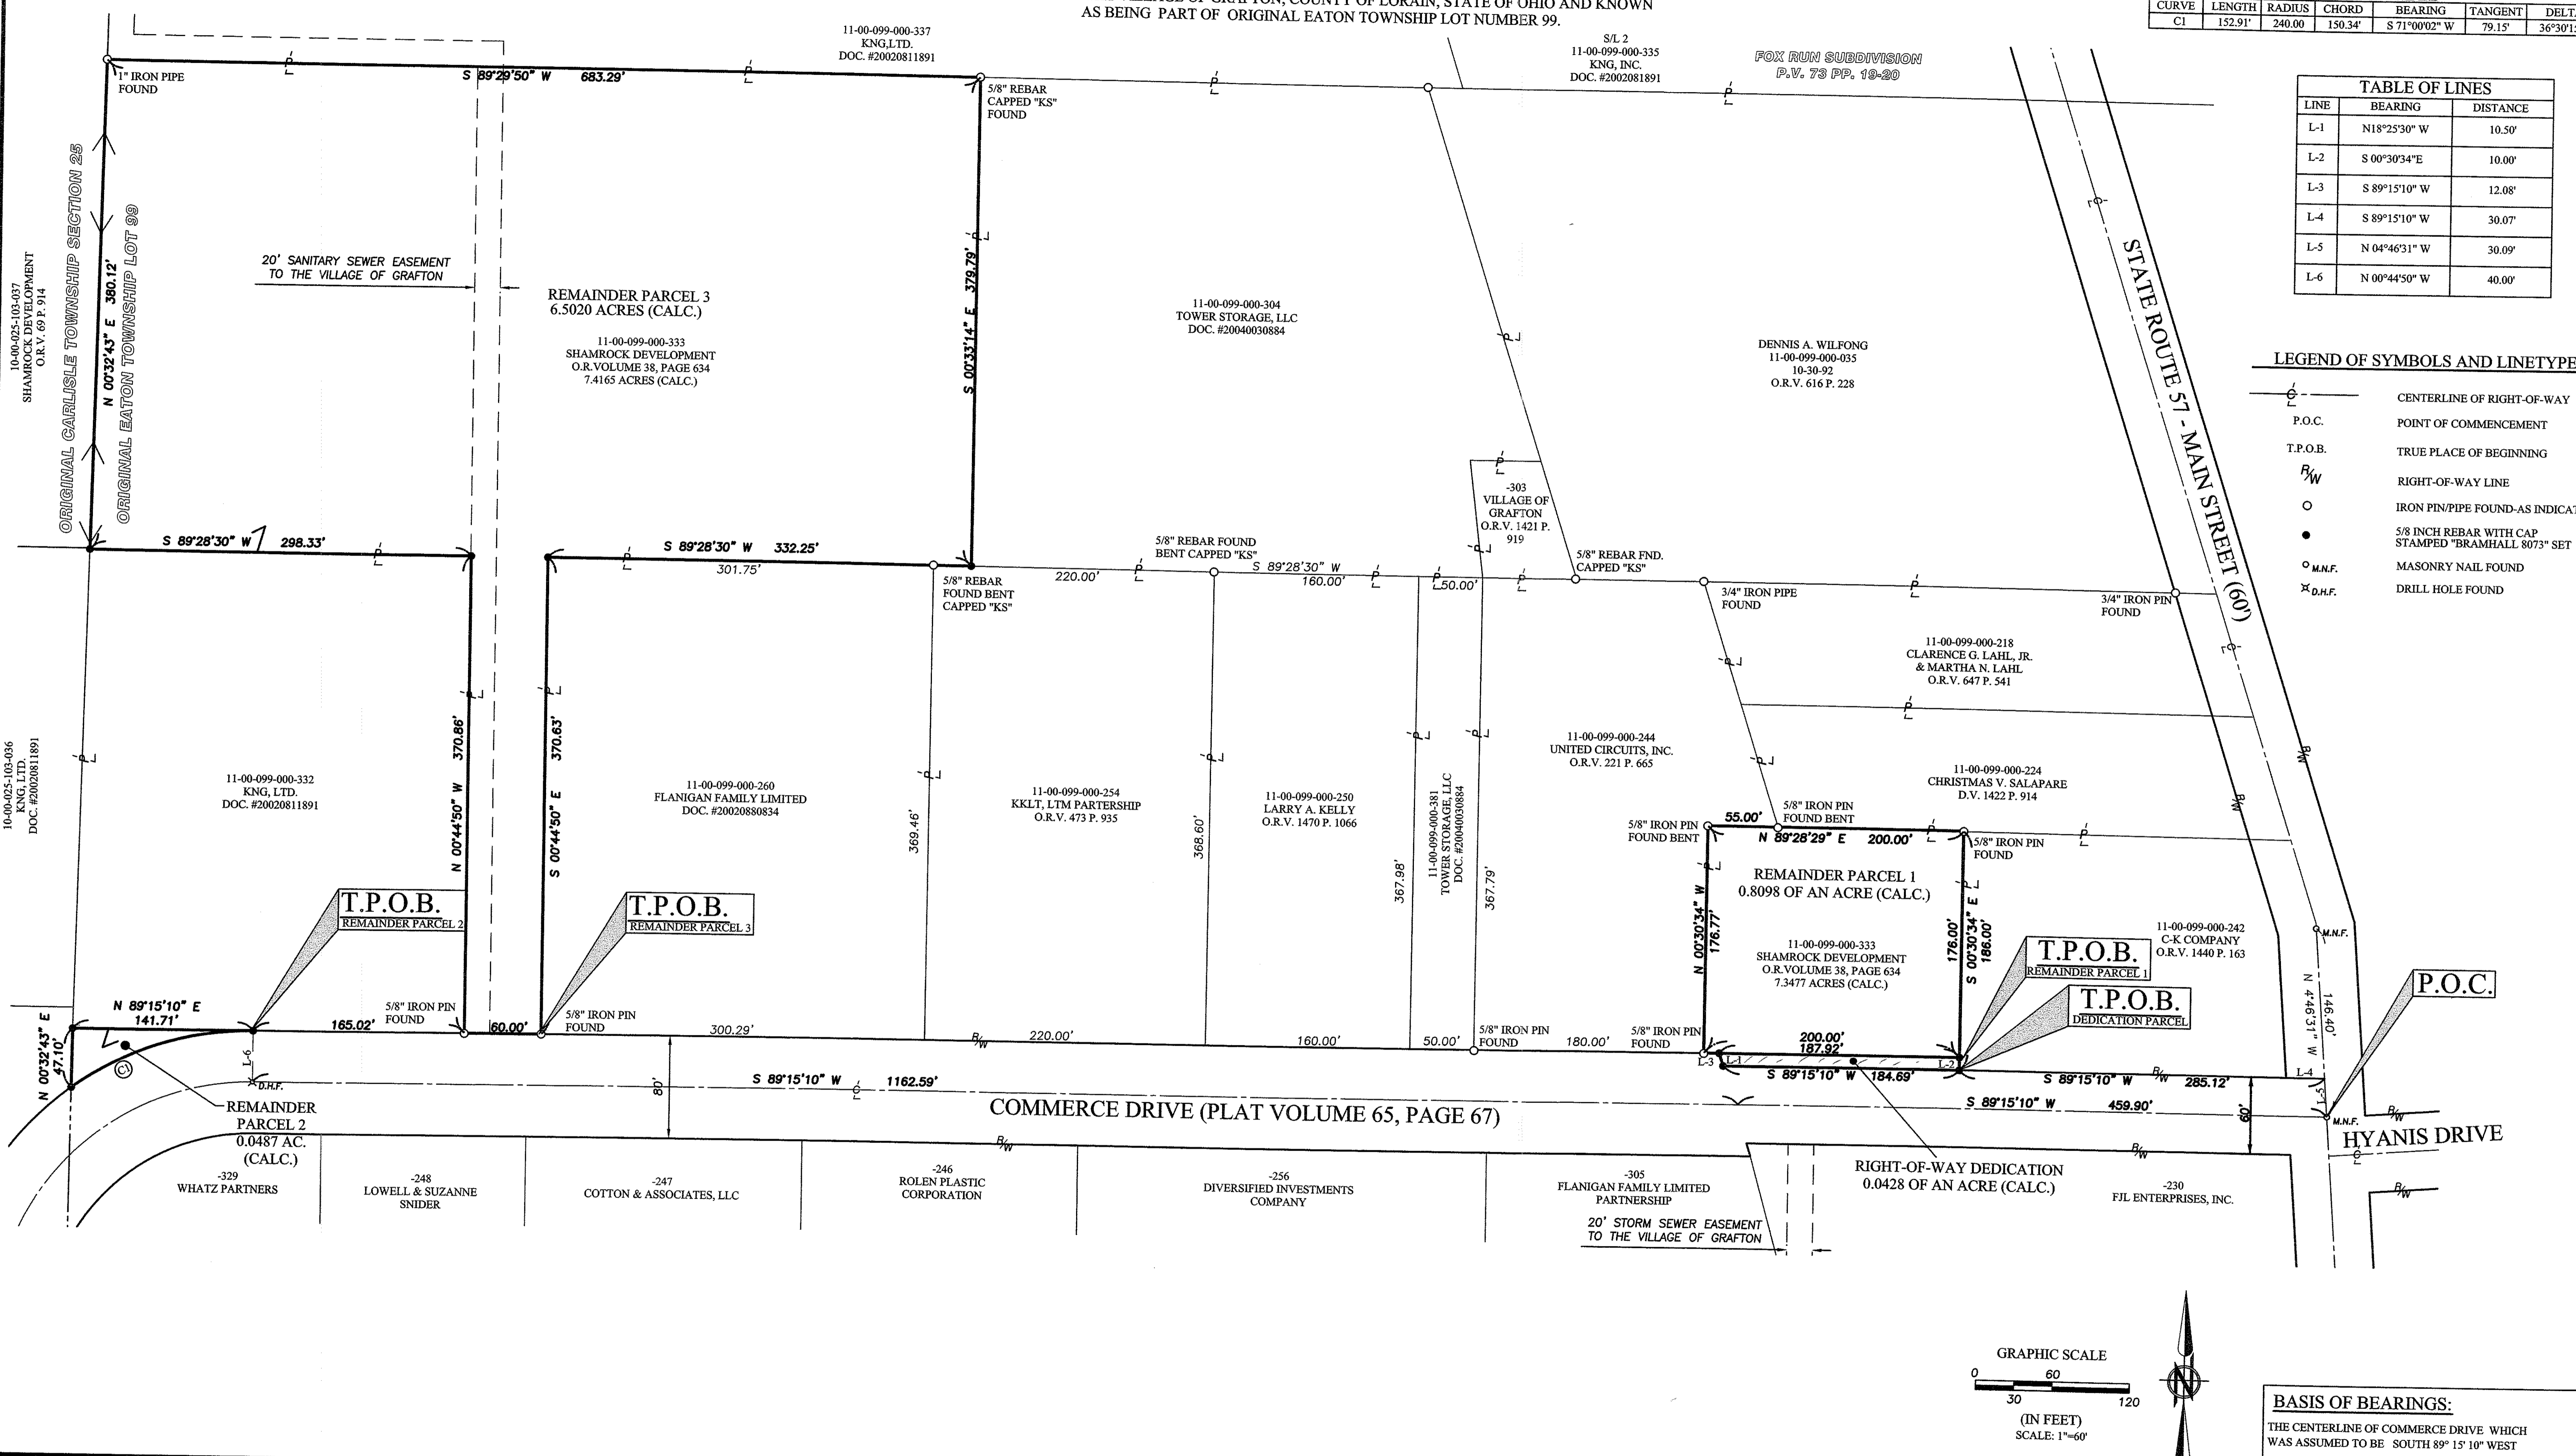 VILLAGE OF GRAFTON, COUNTY OF LORAIN, STATE OF OHIO AND KNOWN
AS BEING PART OF ORIGINAL EATON TOWNSHIP LOT NUMBER 99.
CURVE LENGTH RADIUS CHORD BEARING TANGENT
C1 152.91' 240.00 150.34' S 71°00'02" W 79.15'
TABLE OF LINES
LINE BEARING DISTANCE
L-1 N18°25'30" W 10.50'
L-2 S 00°30'34"E 10.00'
L-3 S 89°15'10" W 12.08'
L-4 S 89°15'10" W 30.07'
L-5 N 04°46'31" W 30.09'
L-6 N 00°44'50" W 40.00'
LEGEND OF SYMBOLS AND LINETYPE
CENTERLINE OF RIGHT-OF-WAY
P.O.C. POINT OF COMMENCEMENT
T.P.O.B. TRUE PLACE OF BEGINNING
R/W RIGHT-OF-WAY LINE
IRON PIN/PIPE FOUND-AS
5/8 INCH REBAR WITH CAP
STAMPED "BRAMHALL 8073" SET
M.N.F. MASONRY NAIL FOUND
D.H.F. DRILL HOLE FOUND
11-00-099-000-337
KNG,LTD.
DOC. #20020811891
S/L 2
11-00-099-000-335
KNG, INC.
DOC. #2002081891
FOX RUN SUBDIVISION
P.V. 73 PP. 19-20
1" IRON PIPE
FOUND
S 89°29'50" W 683.29'
5/8" REBAR
CAPPED "KS"
FOUND
10-00-025-103-037
SHAMROCK DEVELOPMENT
O.R.V. 69 P. 914
ORIGINAL CARLISLE TOWNSHIP SECTION 25
N 00°32'43" E 380.12'
ORIGINAL EATON TOWNSHIP LOT 99
20' SANITARY SEWER EASEMENT
TO THE VILLAGE OF GRAFTON
REMAINDER PARCEL 3
6.5020 ACRES (CALC.)
11-00-099-000-333
SHAMROCK DEVELOPMENT
O.R.VOLUME 38, PAGE 634
7.4165 ACRES (CALC.)
S 00°33'14" E 379.79'
11-00-099-000-304
TOWER STORAGE, LLC
DOC. #20040030884
DENNIS A. WILFONG
11-00-099-000-035
10-30-92
O.R.V. 616 P. 228
STATE ROUTE 57 - MAIN STREET (60')
-303
VILLAGE OF
GRAFTON
O.R.V. 1421 P.
919
S 89°28'30" W 298.33'
S 89°28'30" W 332.25'
301.75'
5/8" REBAR
FOUND BENT
CAPPED "KS"
5/8" REBAR FOUND
BENT CAPPED "KS"
220.00'
S 89°28'30" W
160.00'
50.00'
5/8" REBAR FND.
CAPPED "KS"
3/4" IRON PIPE
FOUND
3/4" IRON PIN
FOUND
11-00-099-000-218
CLARENCE G. LAHL, JR.
& MARTHA N. LAHL
O.R.V. 647 P. 541
10-00-025-103-036
KNG, LTD.
DOC. #20020811891
11-00-099-000-332
KNG, LTD.
DOC. #20020811891
N 00°44'50" W 370.86'
S 00°44'50" E 370.63'
11-00-099-000-260
FLANIGAN FAMILY LIMITED
DOC. #20020880834
369.46'
11-00-099-000-254
KKLT, LTM PARTERSHIP
O.R.V. 473 P. 935
368.60'
11-00-099-000-250
LARRY A. KELLY
O.R.V. 1470 P. 1066
367.98'
11-00-099-000-381
TOWER STORAGE, LLC
DOC. #20040030884
367.79'
11-00-099-000-244
UNITED CIRCUITS, INC.
O.R.V. 221 P. 665
11-00-099-000-224
CHRISTMAS V. SALAPARE
D.V. 1422 P. 914
5/8" IRON PIN
FOUND BENT
55.00'
5/8" IRON PIN
FOUND BENT
N 89°28'29" E 200.00'
5/8" IRON PIN
FOUND
REMAINDER PARCEL 1
0.8098 OF AN ACRE (CALC.)
N 00°30'34" W
176.77'
11-00-099-000-333
SHAMROCK DEVELOPMENT
O.R.VOLUME 38, PAGE 634
7.3477 ACRES (CALC.)
176.00'
S 00°30'34" E
186.00'
11-00-099-000-242
C-K COMPANY
O.R.V. 1440 P. 163
T.P.O.B.
REMAINDER PARCEL 2
T.P.O.B.
REMAINDER PARCEL 3
T.P.O.B.
REMAINDER PARCEL 1
T.P.O.B.
DEDICATION PARCEL
M.N.F.
N 4°46'31" W
146.40'
P.O.C.
N 89°15'10" E
141.71'
N 00°32'43" E
47.10'
C1
L-6
D.H.F.
165.02'
5/8" IRON PIN
FOUND
60.00'
5/8" IRON PIN
FOUND
300.29'
R/W
220.00'
160.00'
50.00'
5/8" IRON PIN
FOUND
180.00'
5/8" IRON PIN
FOUND
200.00'
187.92'
L-3
L-1
L-2
S 89°15'10" W 184.69'
S 89°15'10" W R/W 285.12'
L-4
L-5
S 89°15'10" W 1162.59'
80'
S 89°15'10" W 459.90'
60'
M.N.F.
COMMERCE DRIVE (PLAT VOLUME 65, PAGE 67)
HYANIS DRIVE
R/W
REMAINDER
PARCEL 2
0.0487 AC.
(CALC.)
-329
WHATZ PARTNERS
-248
LOWELL & SUZANNE
SNIDER
-247
COTTON & ASSOCIATES, LLC
-246
ROLEN PLASTIC
CORPORATION
-256
DIVERSIFIED INVESTMENTS
COMPANY
-305
FLANIGAN FAMILY LIMITED
PARTNERSHIP
20' STORM SEWER EASEMENT
TO THE VILLAGE OF GRAFTON
RIGHT-OF-WAY DEDICATION
0.0428 OF AN ACRE (CALC.)
-230
FJL ENTERPRISES, INC.
GRAPHIC SCALE
0 60
30 120
(IN FEET)
SCALE: 1"=60'
N
BASIS OF BEARINGS:
THE CENTERLINE OF COMMERCE DRIVE WHICH
WAS ASSUMED TO BE SOUTH 89° 15' 10" WEST